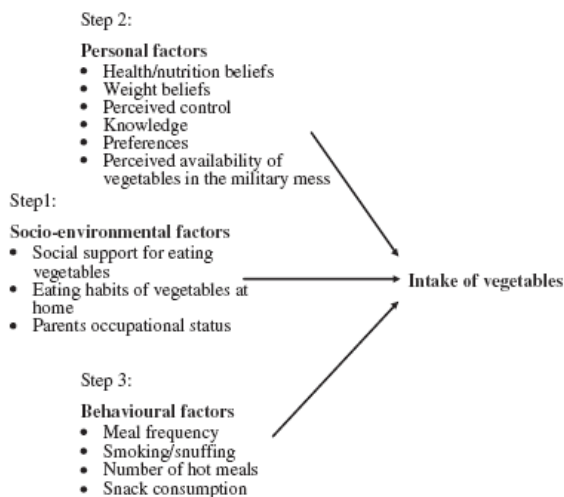 Step 2:
Personal factors
• Health/nutrition beliefs
• Weight beliefs
• Perceived control
• Knowledge
• Preferences
• Perceived availability of
vegetables in the military mess
Step1:
Socio-environmental factors
• Social support for eating
vegetables
• Eating habits of vegetables at
home
• Parents occupational status
Intake of vegetables
Step 3:
Behavioural factors
• Meal frequency
• Smoking/snuffing
• Number of hot meals
• Snack consumption